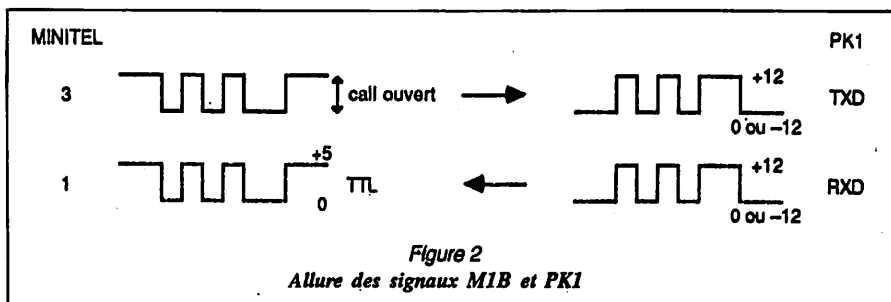 MINITEL PK1
3 call ouvert +12 TXD
0 ou -12
+5
1 TTL +12 RXD
0 0 ou -12
Figure 2
Allure des signaux M1B et PK1